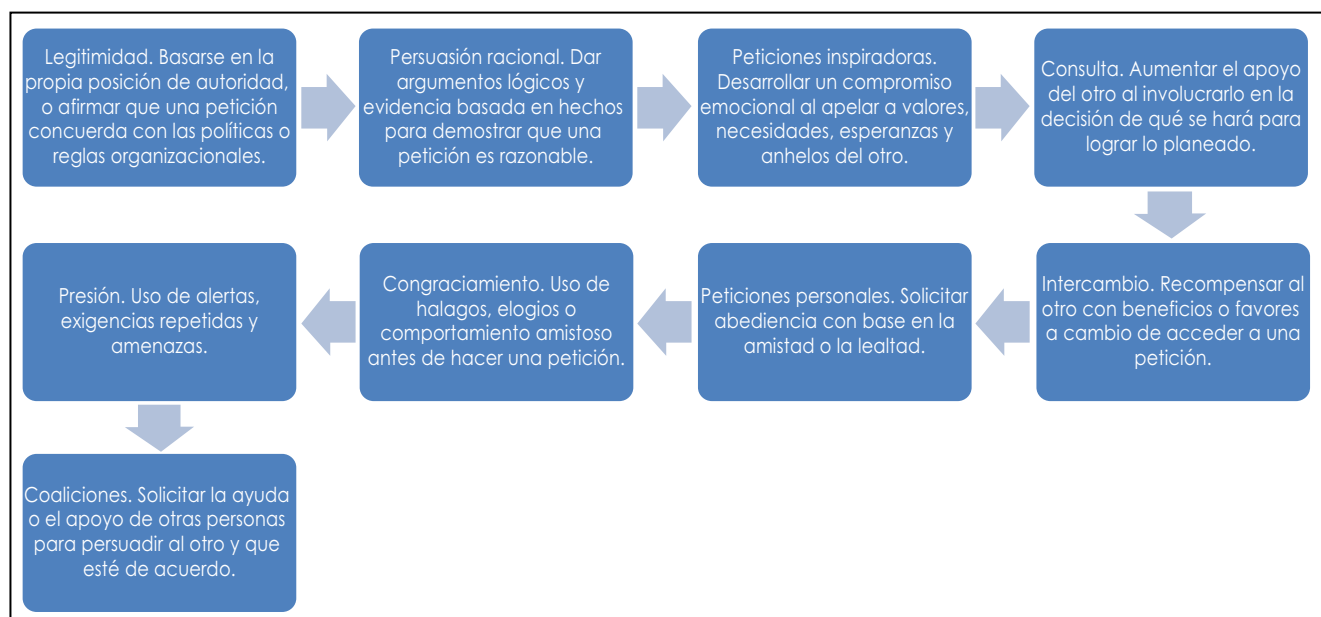 Legitimidad. Basarse en la
propia posición de autoridad,
o afirmar que una petición
concuerda con las políticas o
reglas organizacionales.
Persuasión racional. Dar
argumentos lógicos y
evidencia basada en hechos
para demostrar que una
petición es razonable.
Peticiones inspiradoras.
Desarrollar un compromiso
emocional al apelar a valores,
necesidades, esperanzas y
anhelos del otro.
Consulta. Aumentar el apoyo
del otro al involucrarlo en la
decisión de qué se hará para
lograr lo planeado.
Intercambio. Recompensar al
otro con beneficios o favores
a cambio de acceder a una
petición.
Peticiones personales. Solicitar
abediencia con base en la
amistad o la lealtad.
Congraciamiento. Uso de
halagos, elogios o
comportamiento amistoso
antes de hacer una petición.
Presión. Uso de alertas,
exigencias repetidas y
amenazas.
Coaliciones. Solicitar la ayuda
o el apoyo de otras personas
para persuadir al otro y que
esté de acuerdo.